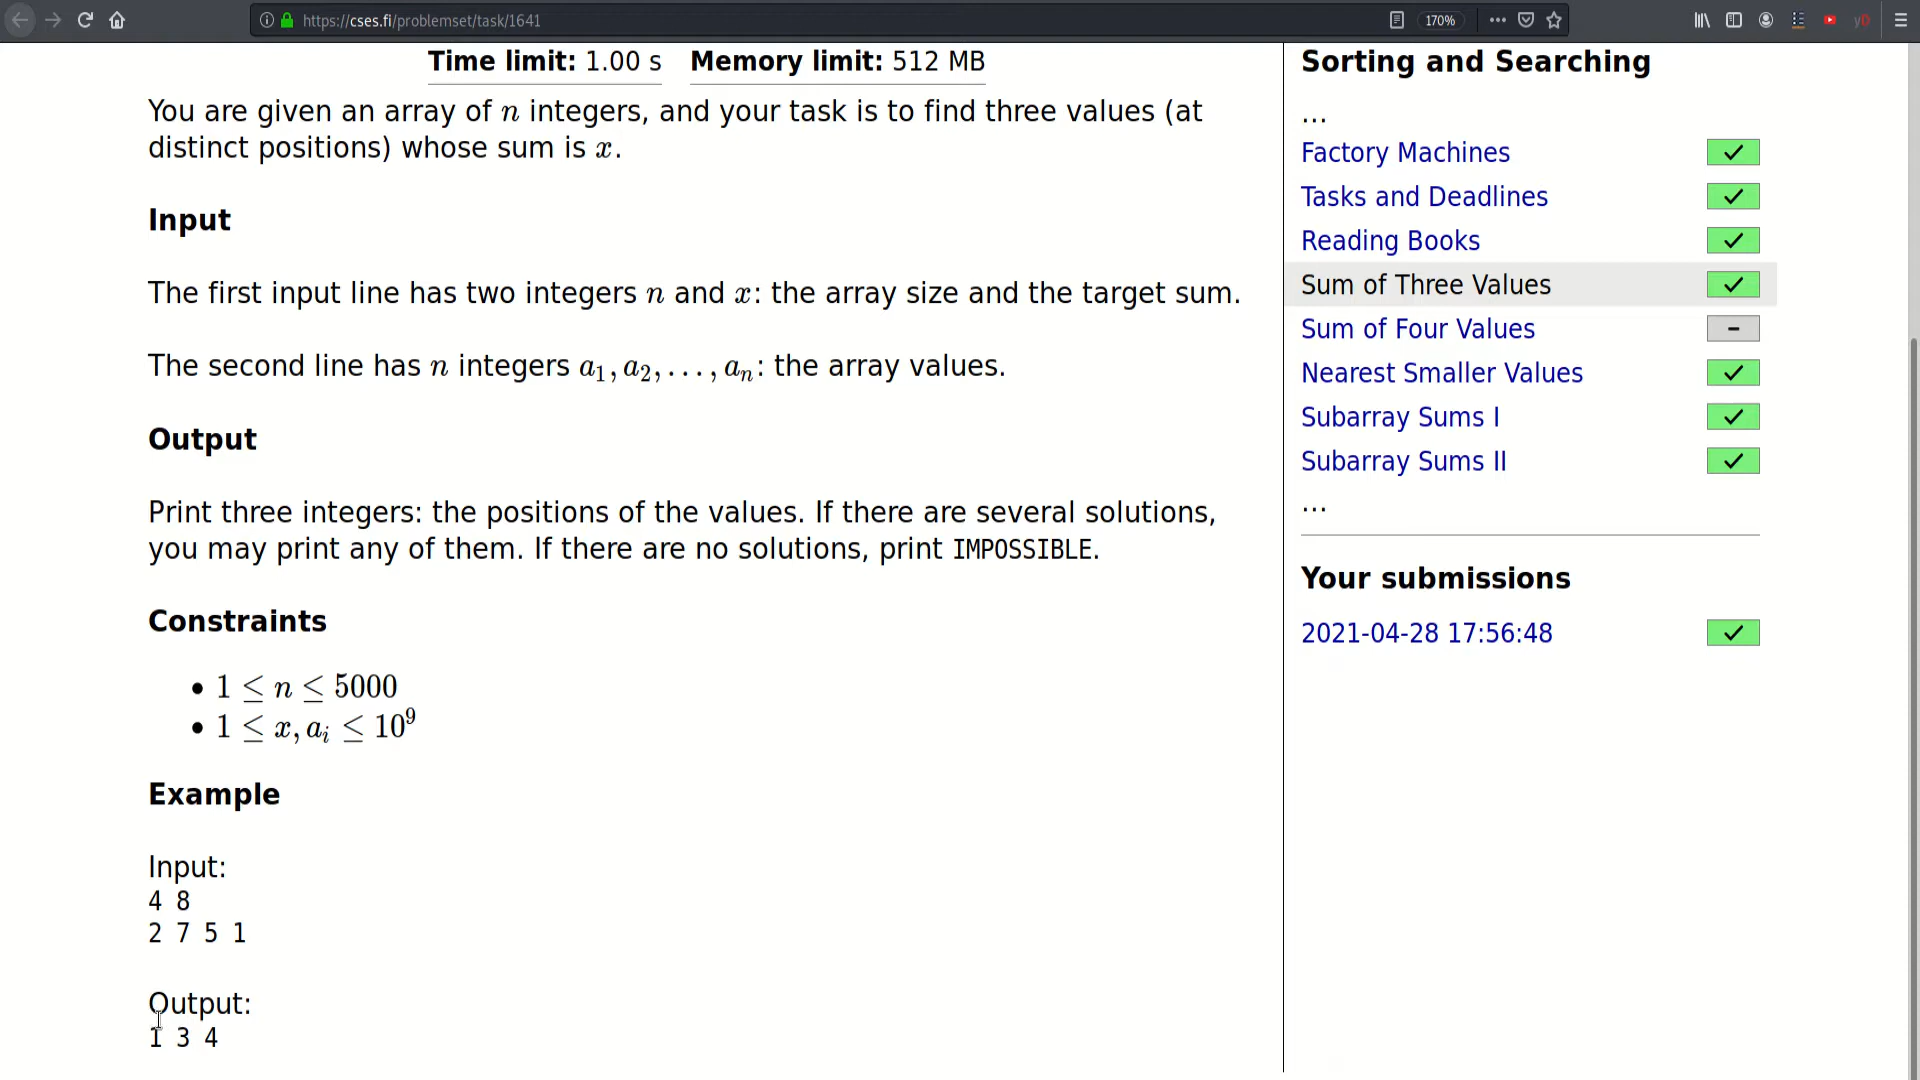 https://cses.fi/problemset/task/1641
170%
Time limit: 1.00 s Memory limit: 512 MB
You are given an array of n integers, and your task is to find three values (at
distinct positions) whose sum is x.
Input
The first input line has two integers n and x: the array size and the target sum.
The second line has n integers a₁, a₂, …, aₙ: the array values.
Output
Print three integers: the positions of the values. If there are several solutions,
you may print any of them. If there are no solutions, print IMPOSSIBLE.
Constraints
• 1 ≤ n ≤ 5000
• 1 ≤ x, aᵢ ≤ 10⁹
Example
Input:
4 8
2 7 5 1
Output:
1 3 4
Sorting and Searching
...
Factory Machines
Tasks and Deadlines
Reading Books
Sum of Three Values
Sum of Four Values
Nearest Smaller Values
Subarray Sums I
Subarray Sums II
...
Your submissions
2021-04-28 17:56:48